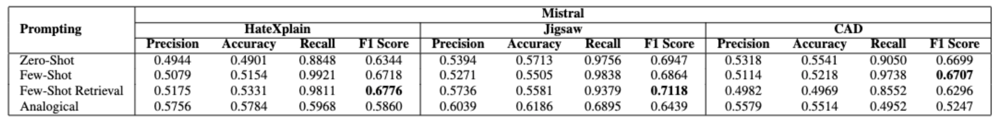 Mistral
Prompting HateXplain Jigsaw CAD
Precision Accuracy Recall F1 Score Precision Accuracy Recall F1 Score Precision Accuracy Recall F1 Score
Zero-Shot 0.4944 0.4901 0.8848 0.6344 0.5394 0.5713 0.9756 0.6947 0.5318 0.5541 0.9050 0.6699
Few-Shot 0.5079 0.5154 0.9921 0.6718 0.5271 0.5505 0.9838 0.6864 0.5114 0.5218 0.9738 0.6707
Few-Shot Retrieval 0.5175 0.5331 0.9811 0.6776 0.5736 0.5581 0.9379 0.7118 0.4982 0.4969 0.8552 0.6296
Analogical 0.5756 0.5784 0.5968 0.5860 0.6039 0.6186 0.6895 0.6439 0.5579 0.5514 0.4952 0.5247